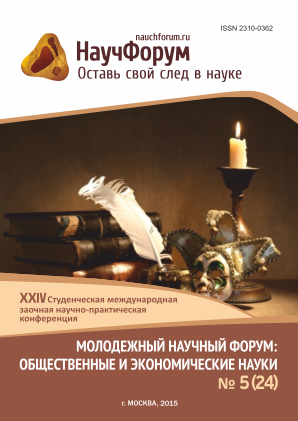 nauchforum.ru
ISSN 2310-0362
НаучФорум
Оставь свой след в науке
XXIV Студенческая международная
заочная научно-практическая
конференция
МОЛОДЕЖНЫЙ НАУЧНЫЙ ФОРУМ:
ОБЩЕСТВЕННЫЕ И ЭКОНОМИЧЕСКИЕ НАУКИ
№ 5 (24)
г. МОСКВА, 2015